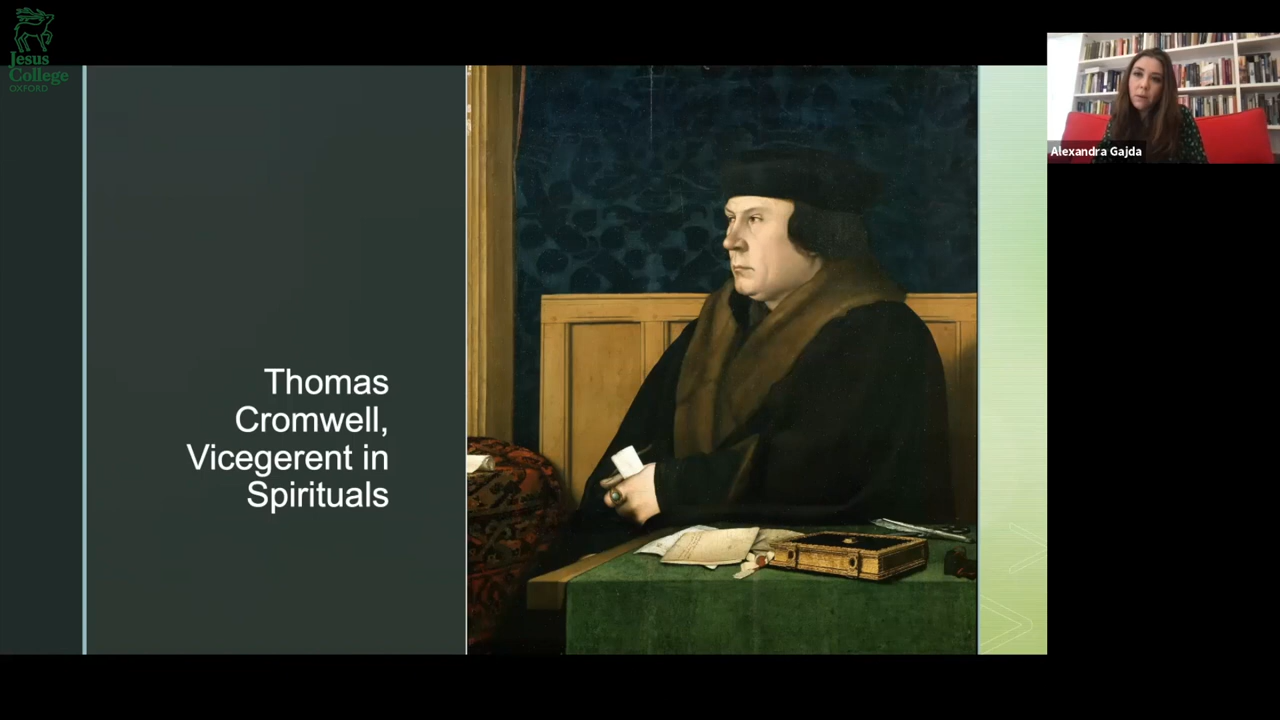 Jesus
College
OXFORD
Alexandra Gajda
Thomas
Cromwell,
Vicegerent in
Spirituals